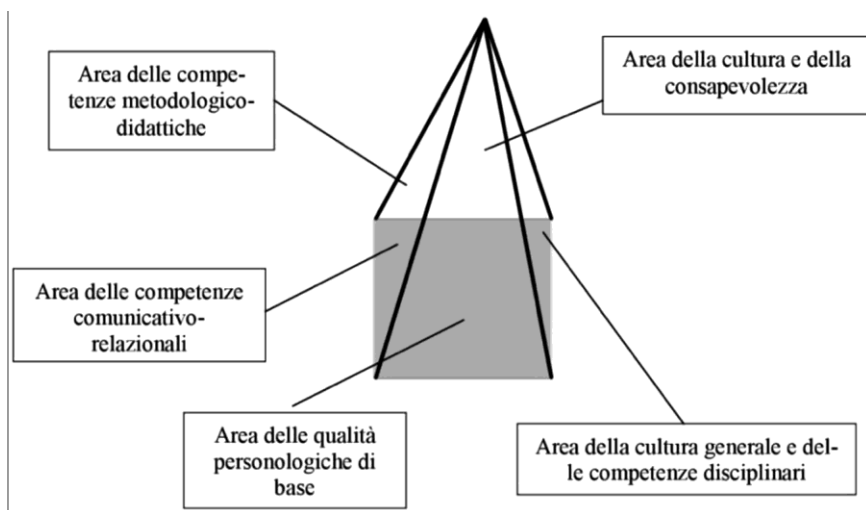 Area delle compe-
tenze metodologico-
didattiche
Area della cultura e della
consapevolezza
Area delle competenze
comunicativo-
relazionali
Area delle qualità
personologiche di
base
Area della cultura generale e del-
le competenze disciplinari